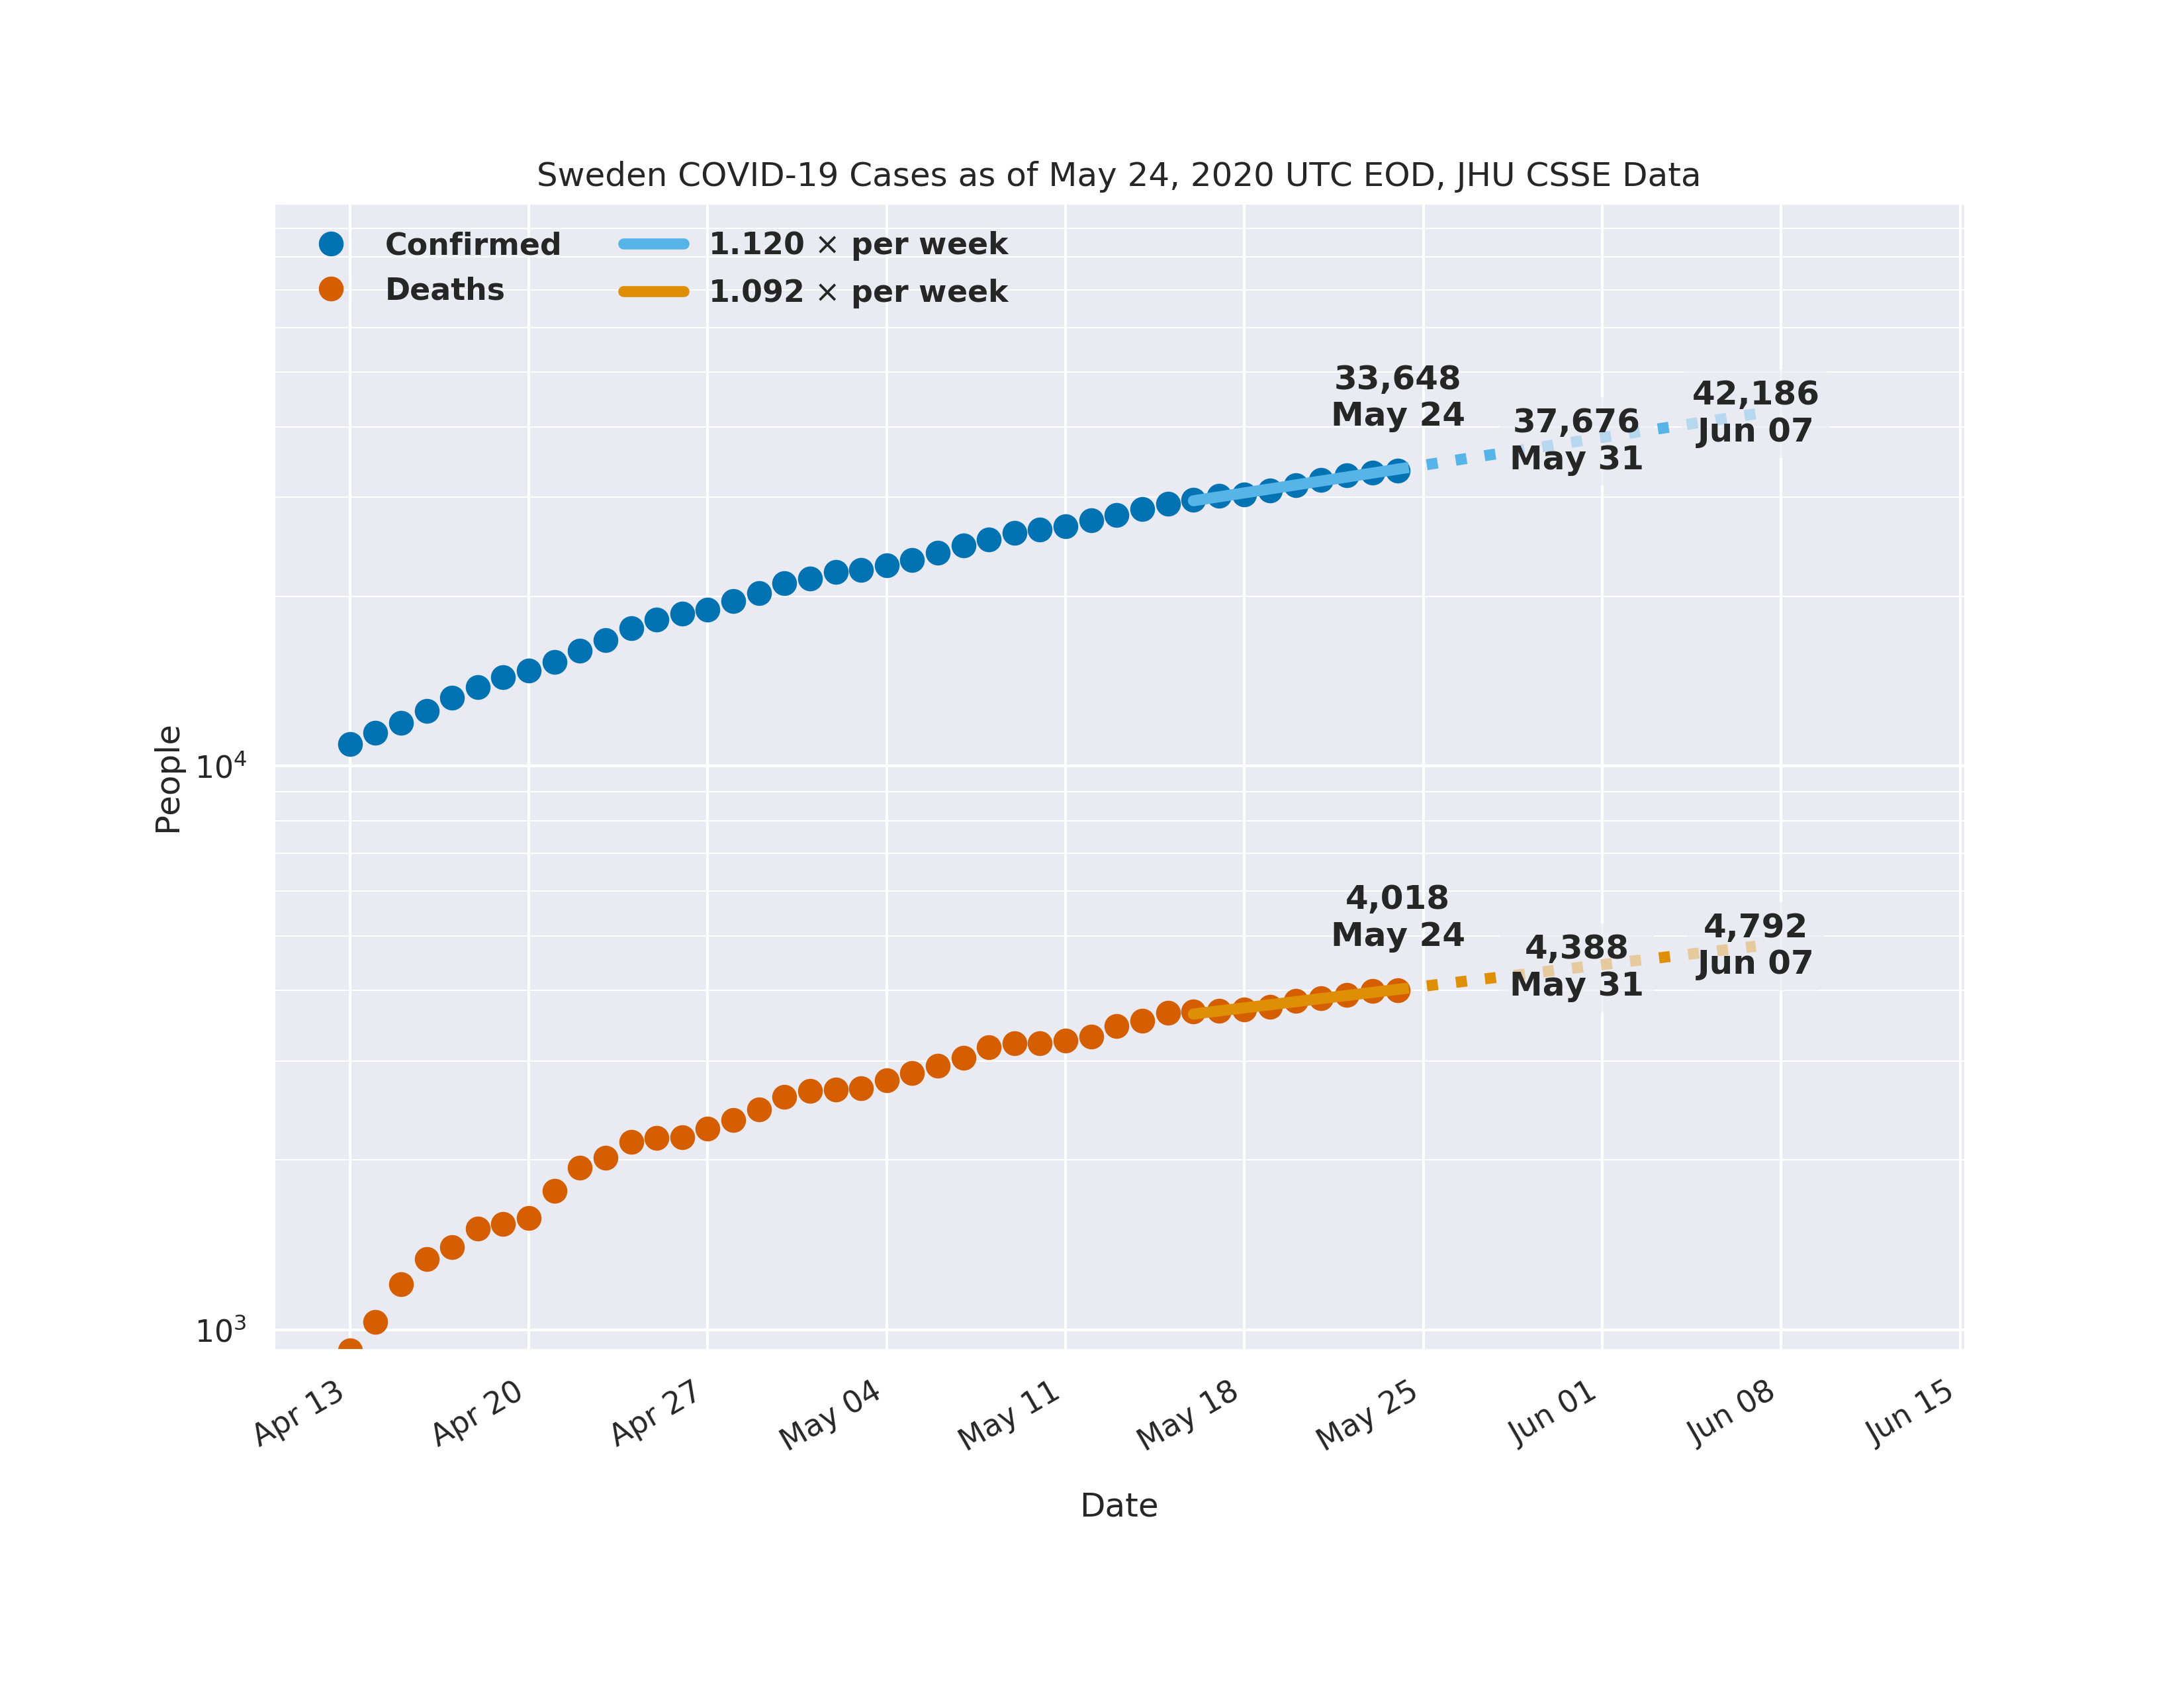 Sweden COVID-19 Cases as of May 24, 2020 UTC EOD, JHU CSSE Data
Confirmed
Deaths
1.120 × per week
1.092 × per week
33,648
May 24
37,676
May 31
42,186
Jun 07
4,018
May 24
4,388
May 31
4,792
Jun 07
People
10⁴
10³
Apr 13
Apr 20
Apr 27
May 04
May 11
May 18
May 25
Jun 01
Jun 08
Jun 15
Date